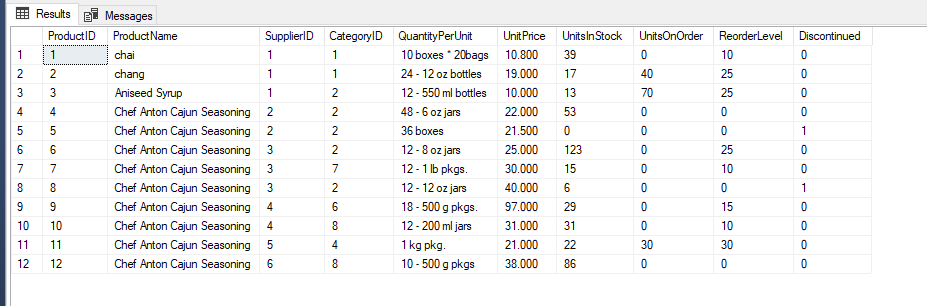 Results Messages
ProductID ProductName SupplierID CategoryID QuantityPerUnit UnitPrice UnitsInStock UnitsOnOrder ReorderLevel Discontinued
1 1 chai 1 1 10 boxes * 20bags 10.800 39 0 10 0
2 2 chang 1 1 24 - 12 oz bottles 19.000 17 40 25 0
3 3 Aniseed Syrup 1 2 12 - 550 ml bottles 10.000 13 70 25 0
4 4 Chef Anton Cajun Seasoning 2 2 48 - 6 oz jars 22.000 53 0 0 0
5 5 Chef Anton Cajun Seasoning 2 2 36 boxes 21.500 0 0 0 1
6 6 Chef Anton Cajun Seasoning 3 2 12 - 8 oz jars 25.000 123 0 25 0
7 7 Chef Anton Cajun Seasoning 3 7 12 - 1 lb pkgs. 30.000 15 0 10 0
8 8 Chef Anton Cajun Seasoning 3 2 12 - 12 oz jars 40.000 6 0 0 1
9 9 Chef Anton Cajun Seasoning 4 6 18 - 500 g pkgs. 97.000 29 0 15 0
10 10 Chef Anton Cajun Seasoning 4 8 12 - 200 ml jars 31.000 31 0 10 0
11 11 Chef Anton Cajun Seasoning 5 4 1 kg pkg. 21.000 22 30 30 0
12 12 Chef Anton Cajun Seasoning 6 8 10 - 500 g pkgs 38.000 86 0 0 0